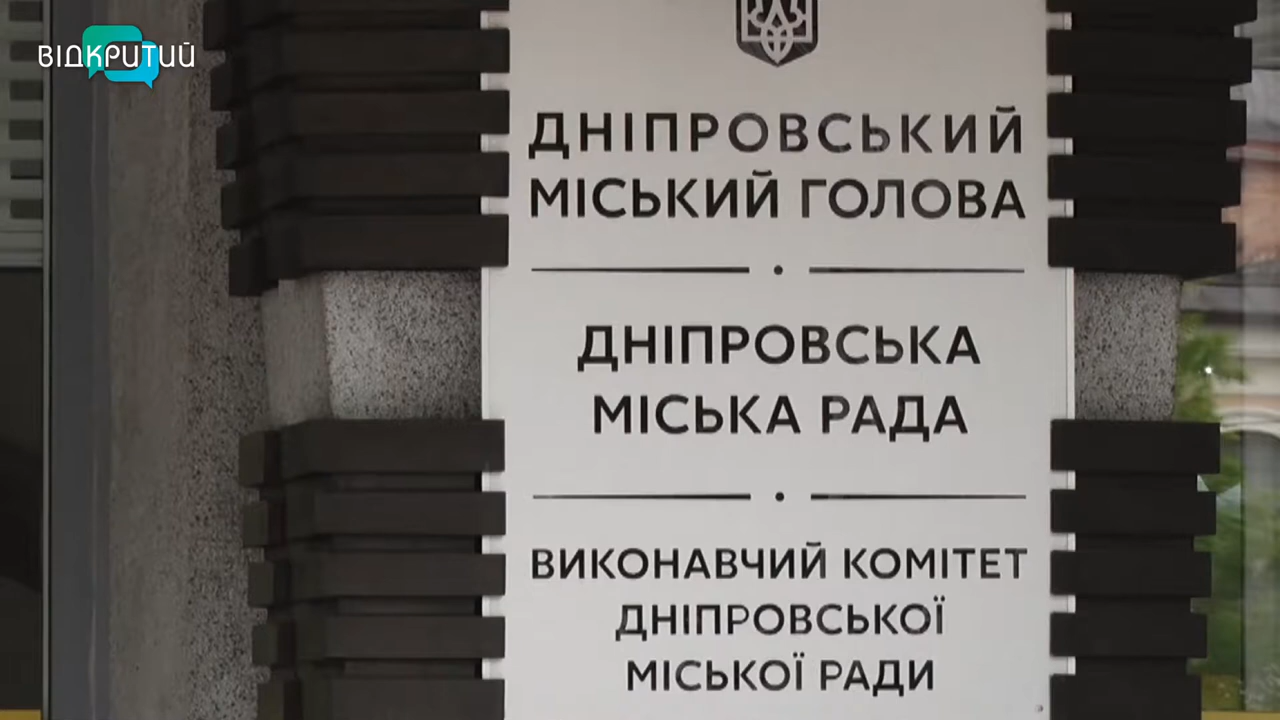 ВІДКРИТИЙ
ДНІПРОВСЬКИЙ
МІСЬКИЙ ГОЛОВА
ДНІПРОВСЬКА
МІСЬКА РАДА
ВИКОНАВЧИЙ КОМІТЕТ
ДНІПРОВСЬКОЇ
МІСЬКОЇ РАДИ